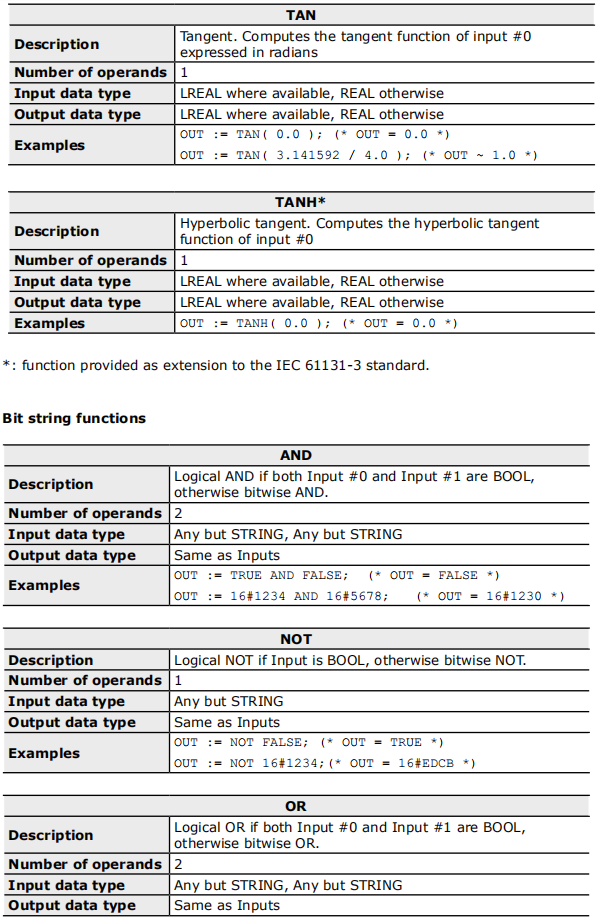 TAN
Description
Tangent. Computes the tangent function of input #0
expressed in radians
Number of operands 1
Input data type LREAL where available, REAL otherwise
Output data type LREAL where available, REAL otherwise
Examples
OUT := TAN( 0.0 ); (* OUT = 0.0 *)
OUT := TAN( 3.141592 / 4.0 ); (* OUT ~ 1.0 *)
TANH*
Description
Hyperbolic tangent. Computes the hyperbolic tangent
function of input #0
Number of operands 1
Input data type LREAL where available, REAL otherwise
Output data type LREAL where available, REAL otherwise
Examples OUT := TANH( 0.0 ); (* OUT = 0.0 *)
*: function provided as extension to the IEC 61131-3 standard.
Bit string functions
AND
Description
Logical AND if both Input #0 and Input #1 are BOOL,
otherwise bitwise AND.
Number of operands 2
Input data type Any but STRING, Any but STRING
Output data type Same as Inputs
Examples
OUT := TRUE AND FALSE; (* OUT = FALSE *)
OUT := 16#1234 AND 16#5678; (* OUT = 16#1230 *)
NOT
Description Logical NOT if Input is BOOL, otherwise bitwise NOT.
Number of operands 1
Input data type Any but STRING
Output data type Same as Inputs
Examples
OUT := NOT FALSE; (* OUT = TRUE *)
OUT := NOT 16#1234;(* OUT = 16#EDCB *)
OR
Description
Logical OR if both Input #0 and Input #1 are BOOL,
otherwise bitwise OR.
Number of operands 2
Input data type Any but STRING, Any but STRING
Output data type Same as Inputs